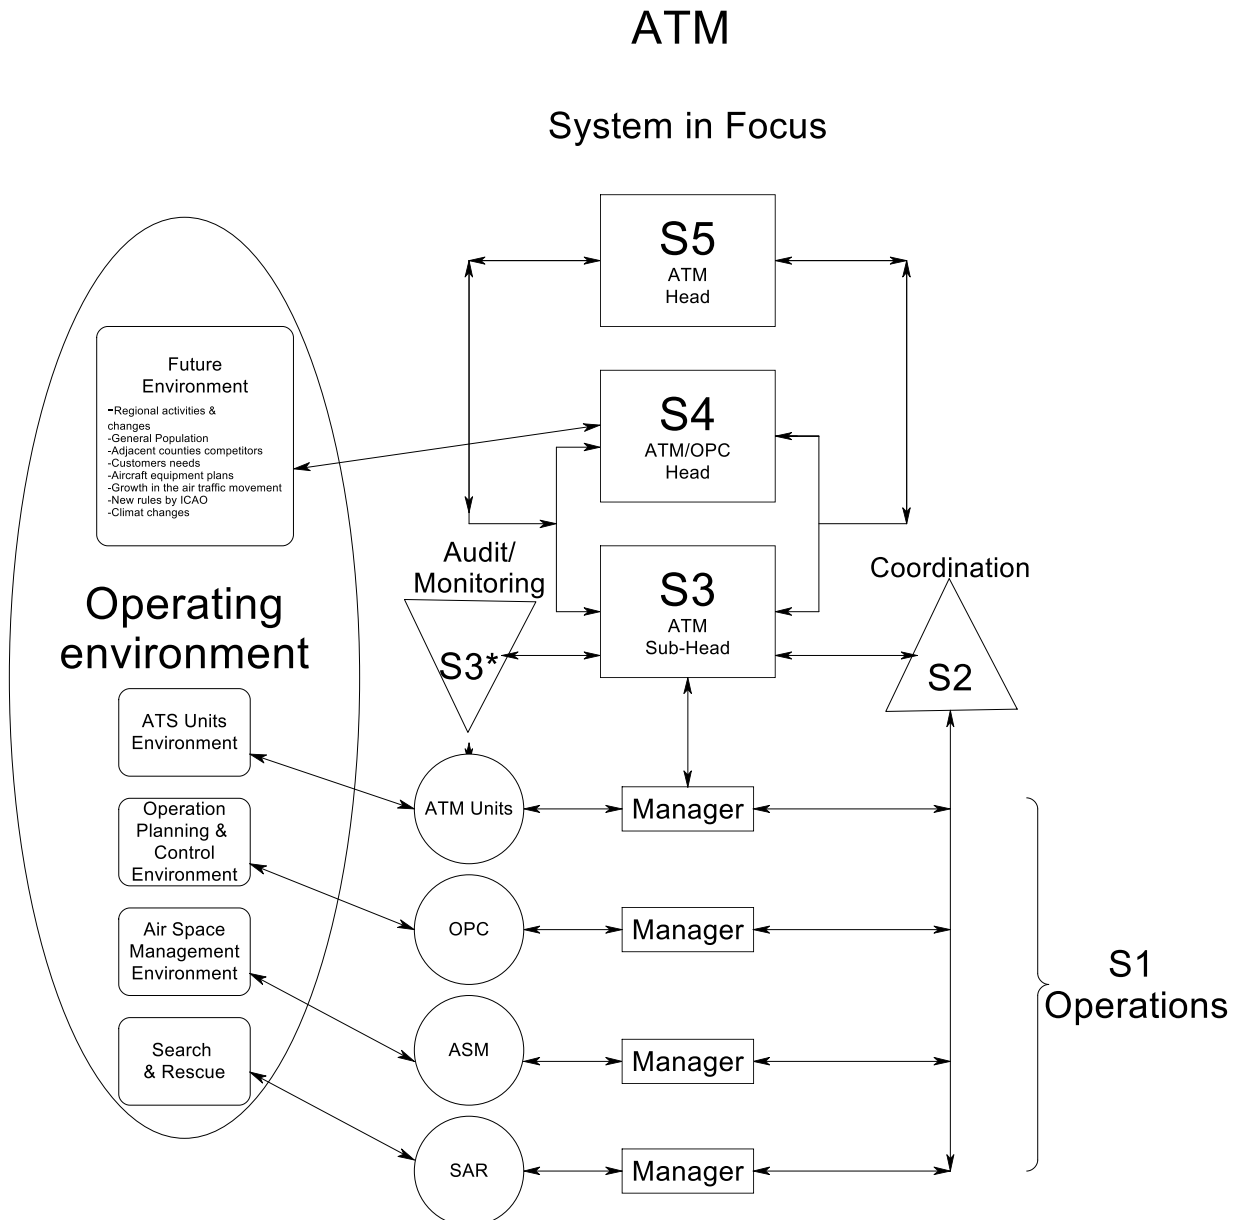 ATM
System in Focus
S5
ATM
Head
Future
Environment
-Regional activities &
changes
-General Population
-Adjacent counties competitors
-Customers needs
-Aircraft equipment plans
-Growth in the air traffic movement
-New rules by ICAO
-Climat changes
S4
ATM/OPC
Head
Audit/
Monitoring
S3*
S3
ATM
Sub-Head
Coordination
S2
Operating
environment
ATS Units
Environment
ATM Units
Manager
Operation
Planning &
Control
Environment
OPC
Manager
Air Space
Management
Environment
ASM
Manager
Search
& Rescue
SAR
Manager
S1
Operations